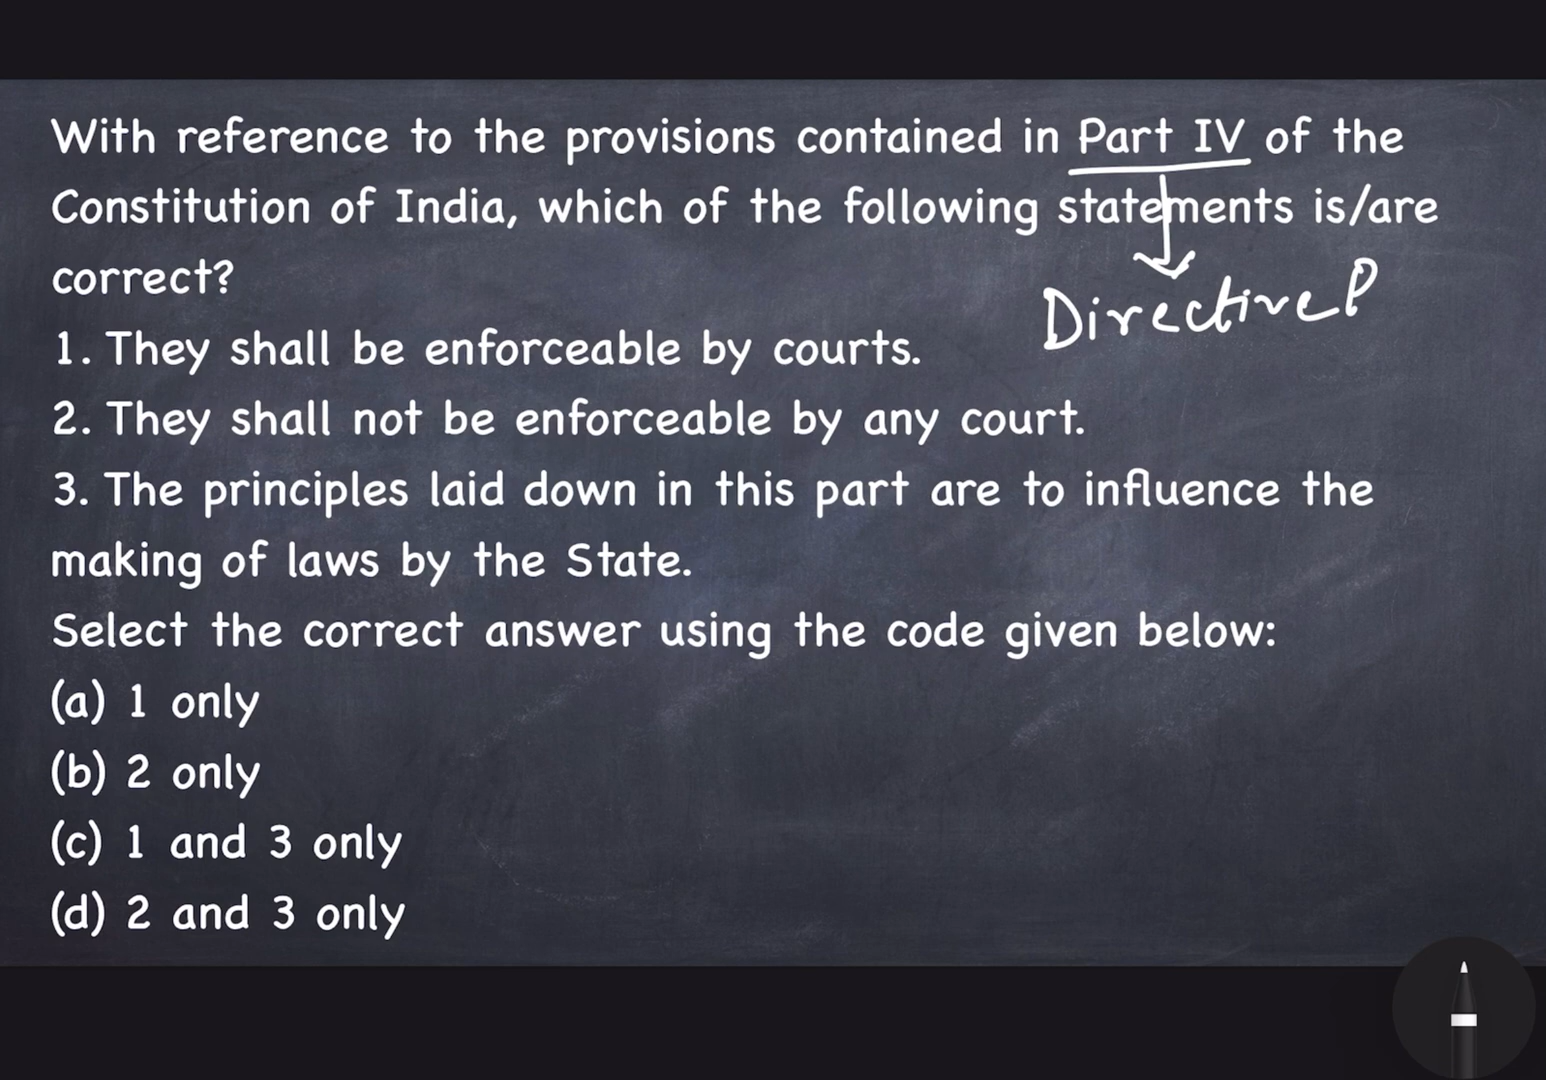 With reference to the provisions contained in Part IV of the
Constitution of India, which of the following statements is/are
correct?
Directive P
1. They shall be enforceable by courts.
2. They shall not be enforceable by any court.
3. The principles laid down in this part are to influence the
making of laws by the State.
Select the correct answer using the code given below:
(a) 1 only
(b) 2 only
(c) 1 and 3 only
(d) 2 and 3 only